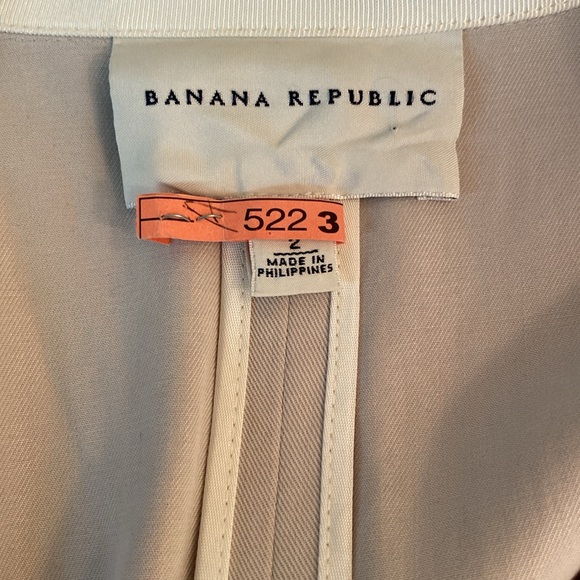 BANANA REPUBLIC
522 3
2
MADE IN
PHILIPPINES